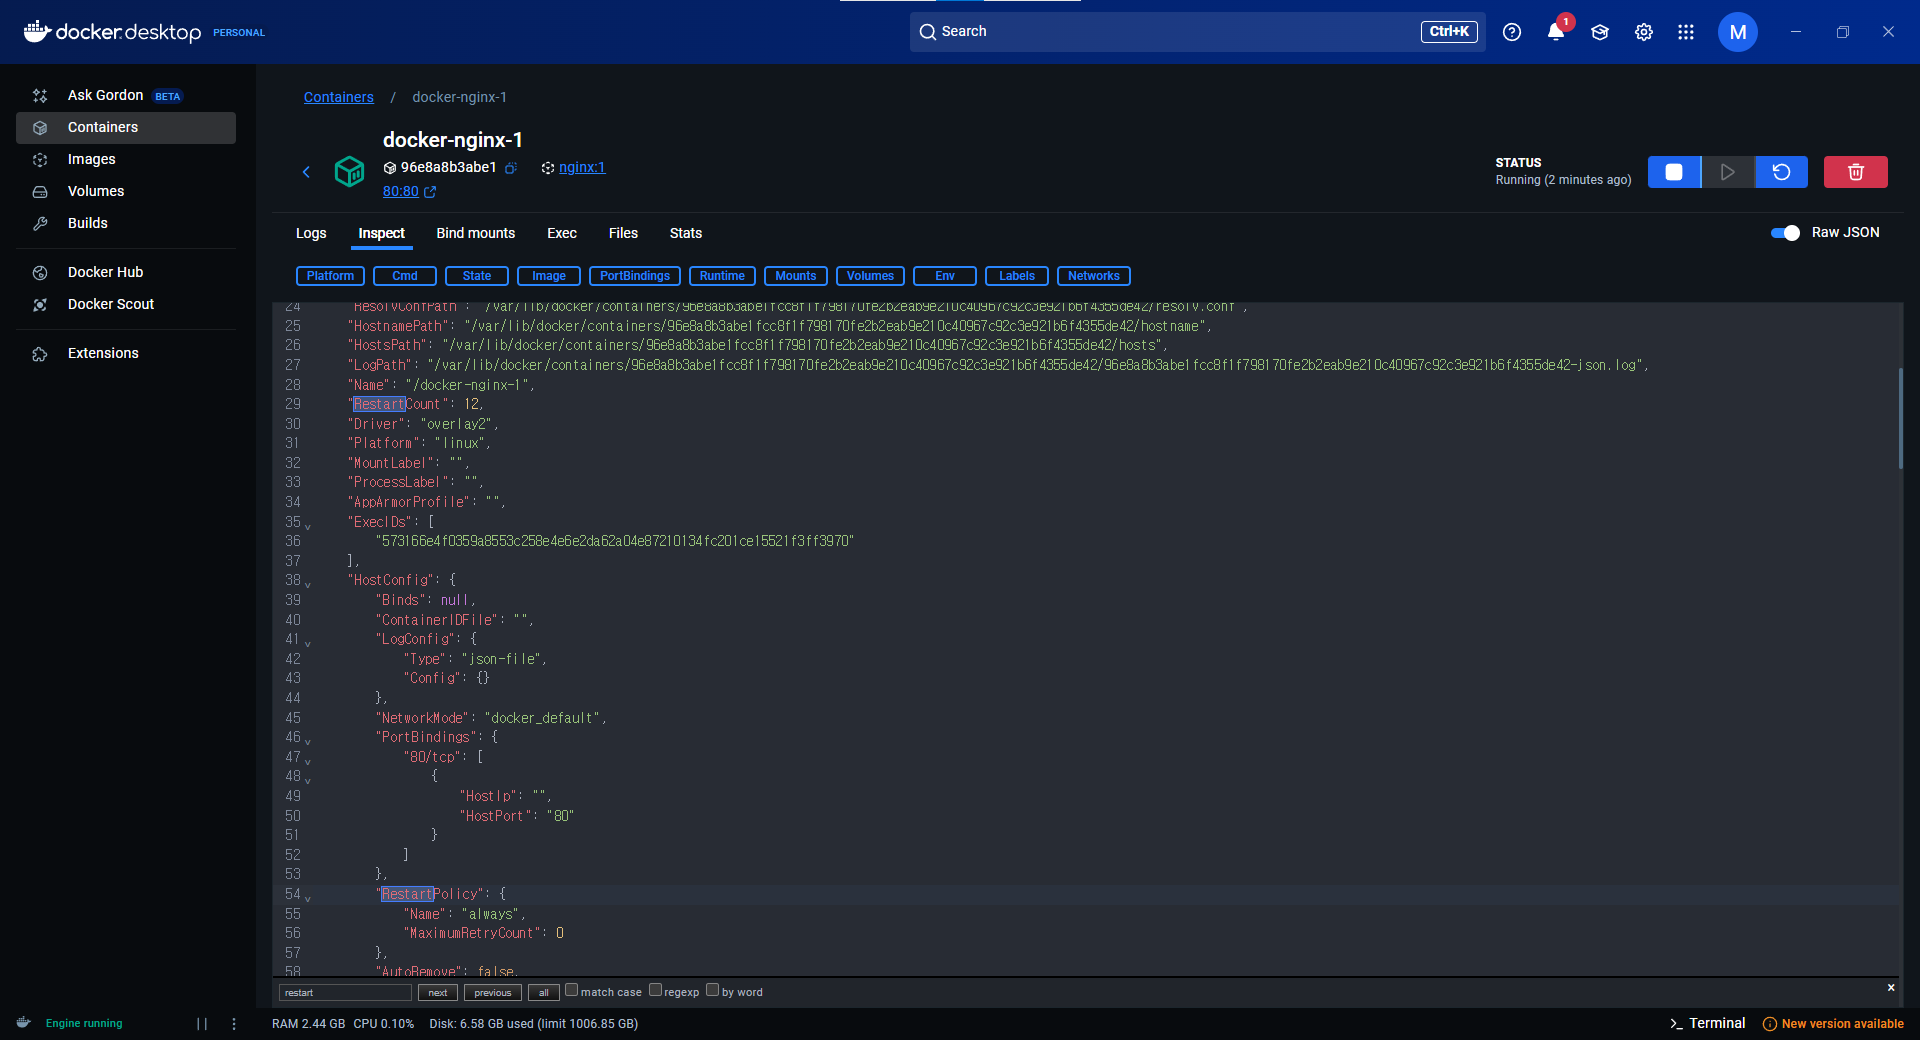 docker.desktop PERSONAL
Search
Ctrl+K
1
M
Ask Gordon BETA
Containers
Images
Volumes
Builds
Docker Hub
Docker Scout
Extensions
Containers / docker-nginx-1
docker-nginx-1
96e8a8b3abe1 nginx:1
80:80
STATUS
Running (2 minutes ago)
Logs Inspect Bind mounts Exec Files Stats
Raw JSON
Platform Cmd State Image PortBindings Runtime Mounts Volumes Env Labels Networks
24 "ResolvConfPath": "/var/lib/docker/containers/96e8a8b3abe1fcc8f1f798170fe2b2eab9e210c40967c92c3e921b6f4355de42/resolv.conf",
25 "HostnamePath": "/var/lib/docker/containers/96e8a8b3abe1fcc8f1f798170fe2b2eab9e210c40967c92c3e921b6f4355de42/hostname",
26 "HostsPath": "/var/lib/docker/containers/96e8a8b3abe1fcc8f1f798170fe2b2eab9e210c40967c92c3e921b6f4355de42/hosts",
27 "LogPath": "/var/lib/docker/containers/96e8a8b3abe1fcc8f1f798170fe2b2eab9e210c40967c92c3e921b6f4355de42/96e8a8b3abe1fcc8f1f798170fe2b2eab9e210c40967c92c3e921b6f4355de42-json.log",
28 "Name": "/docker-nginx-1",
29 "RestartCount": 12,
30 "Driver": "overlay2",
31 "Platform": "linux",
32 "MountLabel": "",
33 "ProcessLabel": "",
34 "AppArmorProfile": "",
35 "ExecIDs": [
36 "573166e4f0359a8553c258e4e6e2da62a04e87210134fc201ce15521f3ff3970"
37 ],
38 "HostConfig": {
39 "Binds": null,
40 "ContainerIDFile": "",
41 "LogConfig": {
42 "Type": "json-file",
43 "Config": {}
44 },
45 "NetworkMode": "docker_default",
46 "PortBindings": {
47 "80/tcp": [
48 {
49 "HostIp": "",
50 "HostPort": "80"
51 }
52 ]
53 },
54 "RestartPolicy": {
55 "Name": "always",
56 "MaximumRetryCount": 0
57 },
58 "AutoRemove": false,
restart next previous all match case regexp by word ×
Engine running
RAM 2.44 GB CPU 0.10% Disk: 6.58 GB used (limit 1006.85 GB)
Terminal
New version available